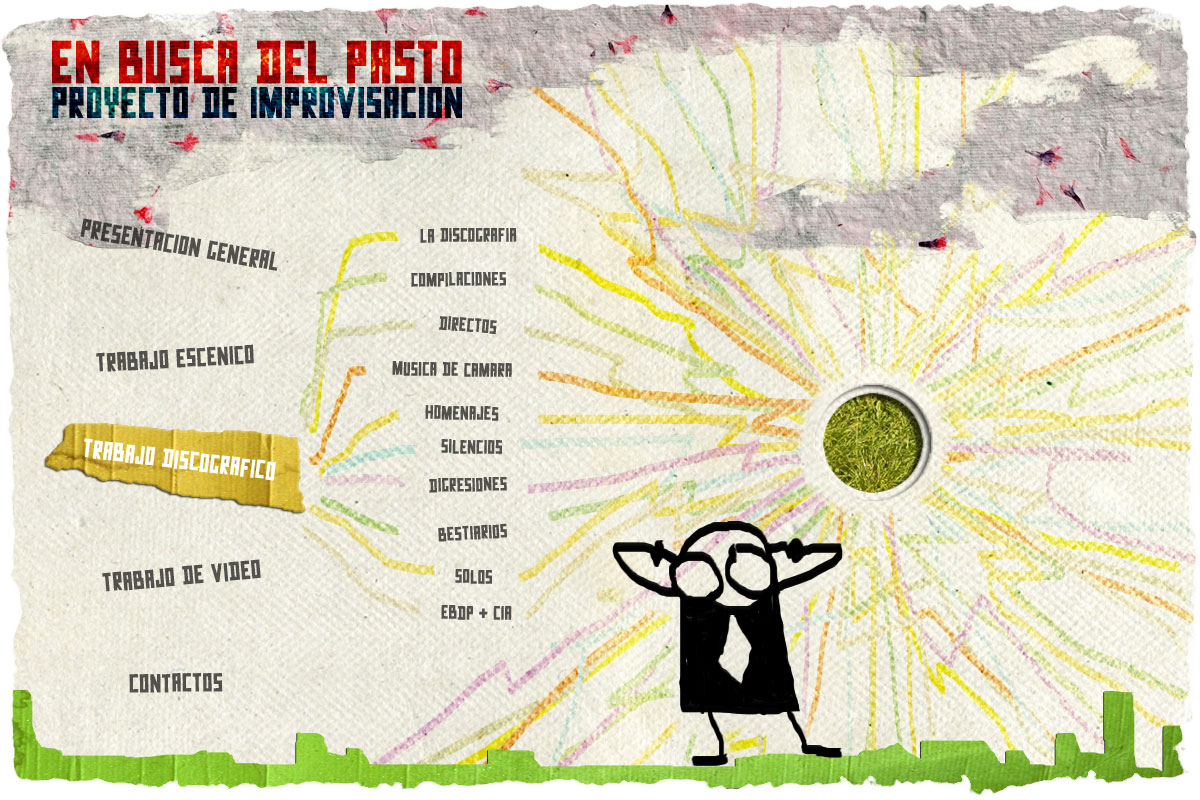 EN BUSCA DEL PASTO
PROYECTO DE IMPROVISACION
PRESENTACION GENERAL
TRABAJO ESCENICO
TRABAJO DISCOGRAFICO
TRABAJO DE VIDEO
CONTACTOS
LA DISCOGRAFIA
COMPILACIONES
DIRECTOS
MUSICA DE CAMARA
HOMENAJES
SILENCIOS
DIGRESIONES
BESTIARIOS
SOLOS
EBDP + CIA